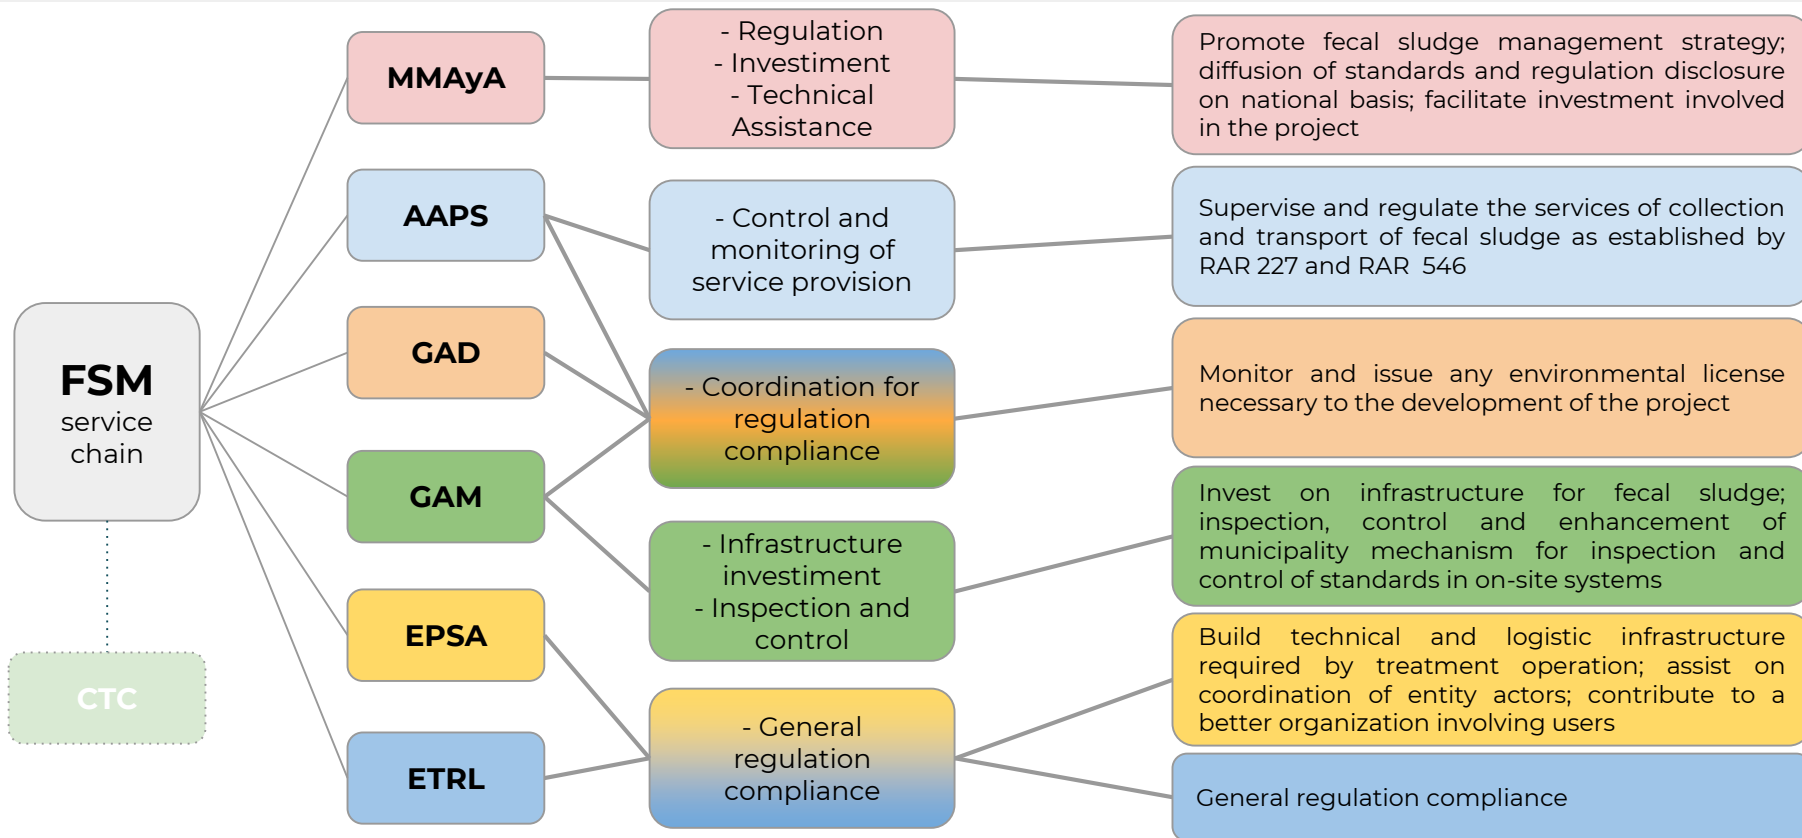 MMAyA
- Regulation
- Investiment
- Technical
Assistance
Promote fecal sludge management strategy;
diffusion of standards and regulation disclosure
on national basis; facilitate investment involved
in the project
AAPS
- Control and
monitoring of
service provision
Supervise and regulate the services of collection
and transport of fecal sludge as established by
RAR 227 and RAR 546
FSM
service
chain
GAD
- Coordination for
regulation
compliance
Monitor and issue any environmental license
necessary to the development of the project
GAM
- Infrastructure
investiment
- Inspection and
control
Invest on infrastructure for fecal sludge;
inspection, control and enhancement of
municipality mechanism for inspection and
control of standards in on-site systems
CTC
EPSA
- General
regulation
compliance
Build technical and logistic infrastructure
required by treatment operation; assist on
coordination of entity actors; contribute to a
better organization involving users
ETRL
General regulation compliance